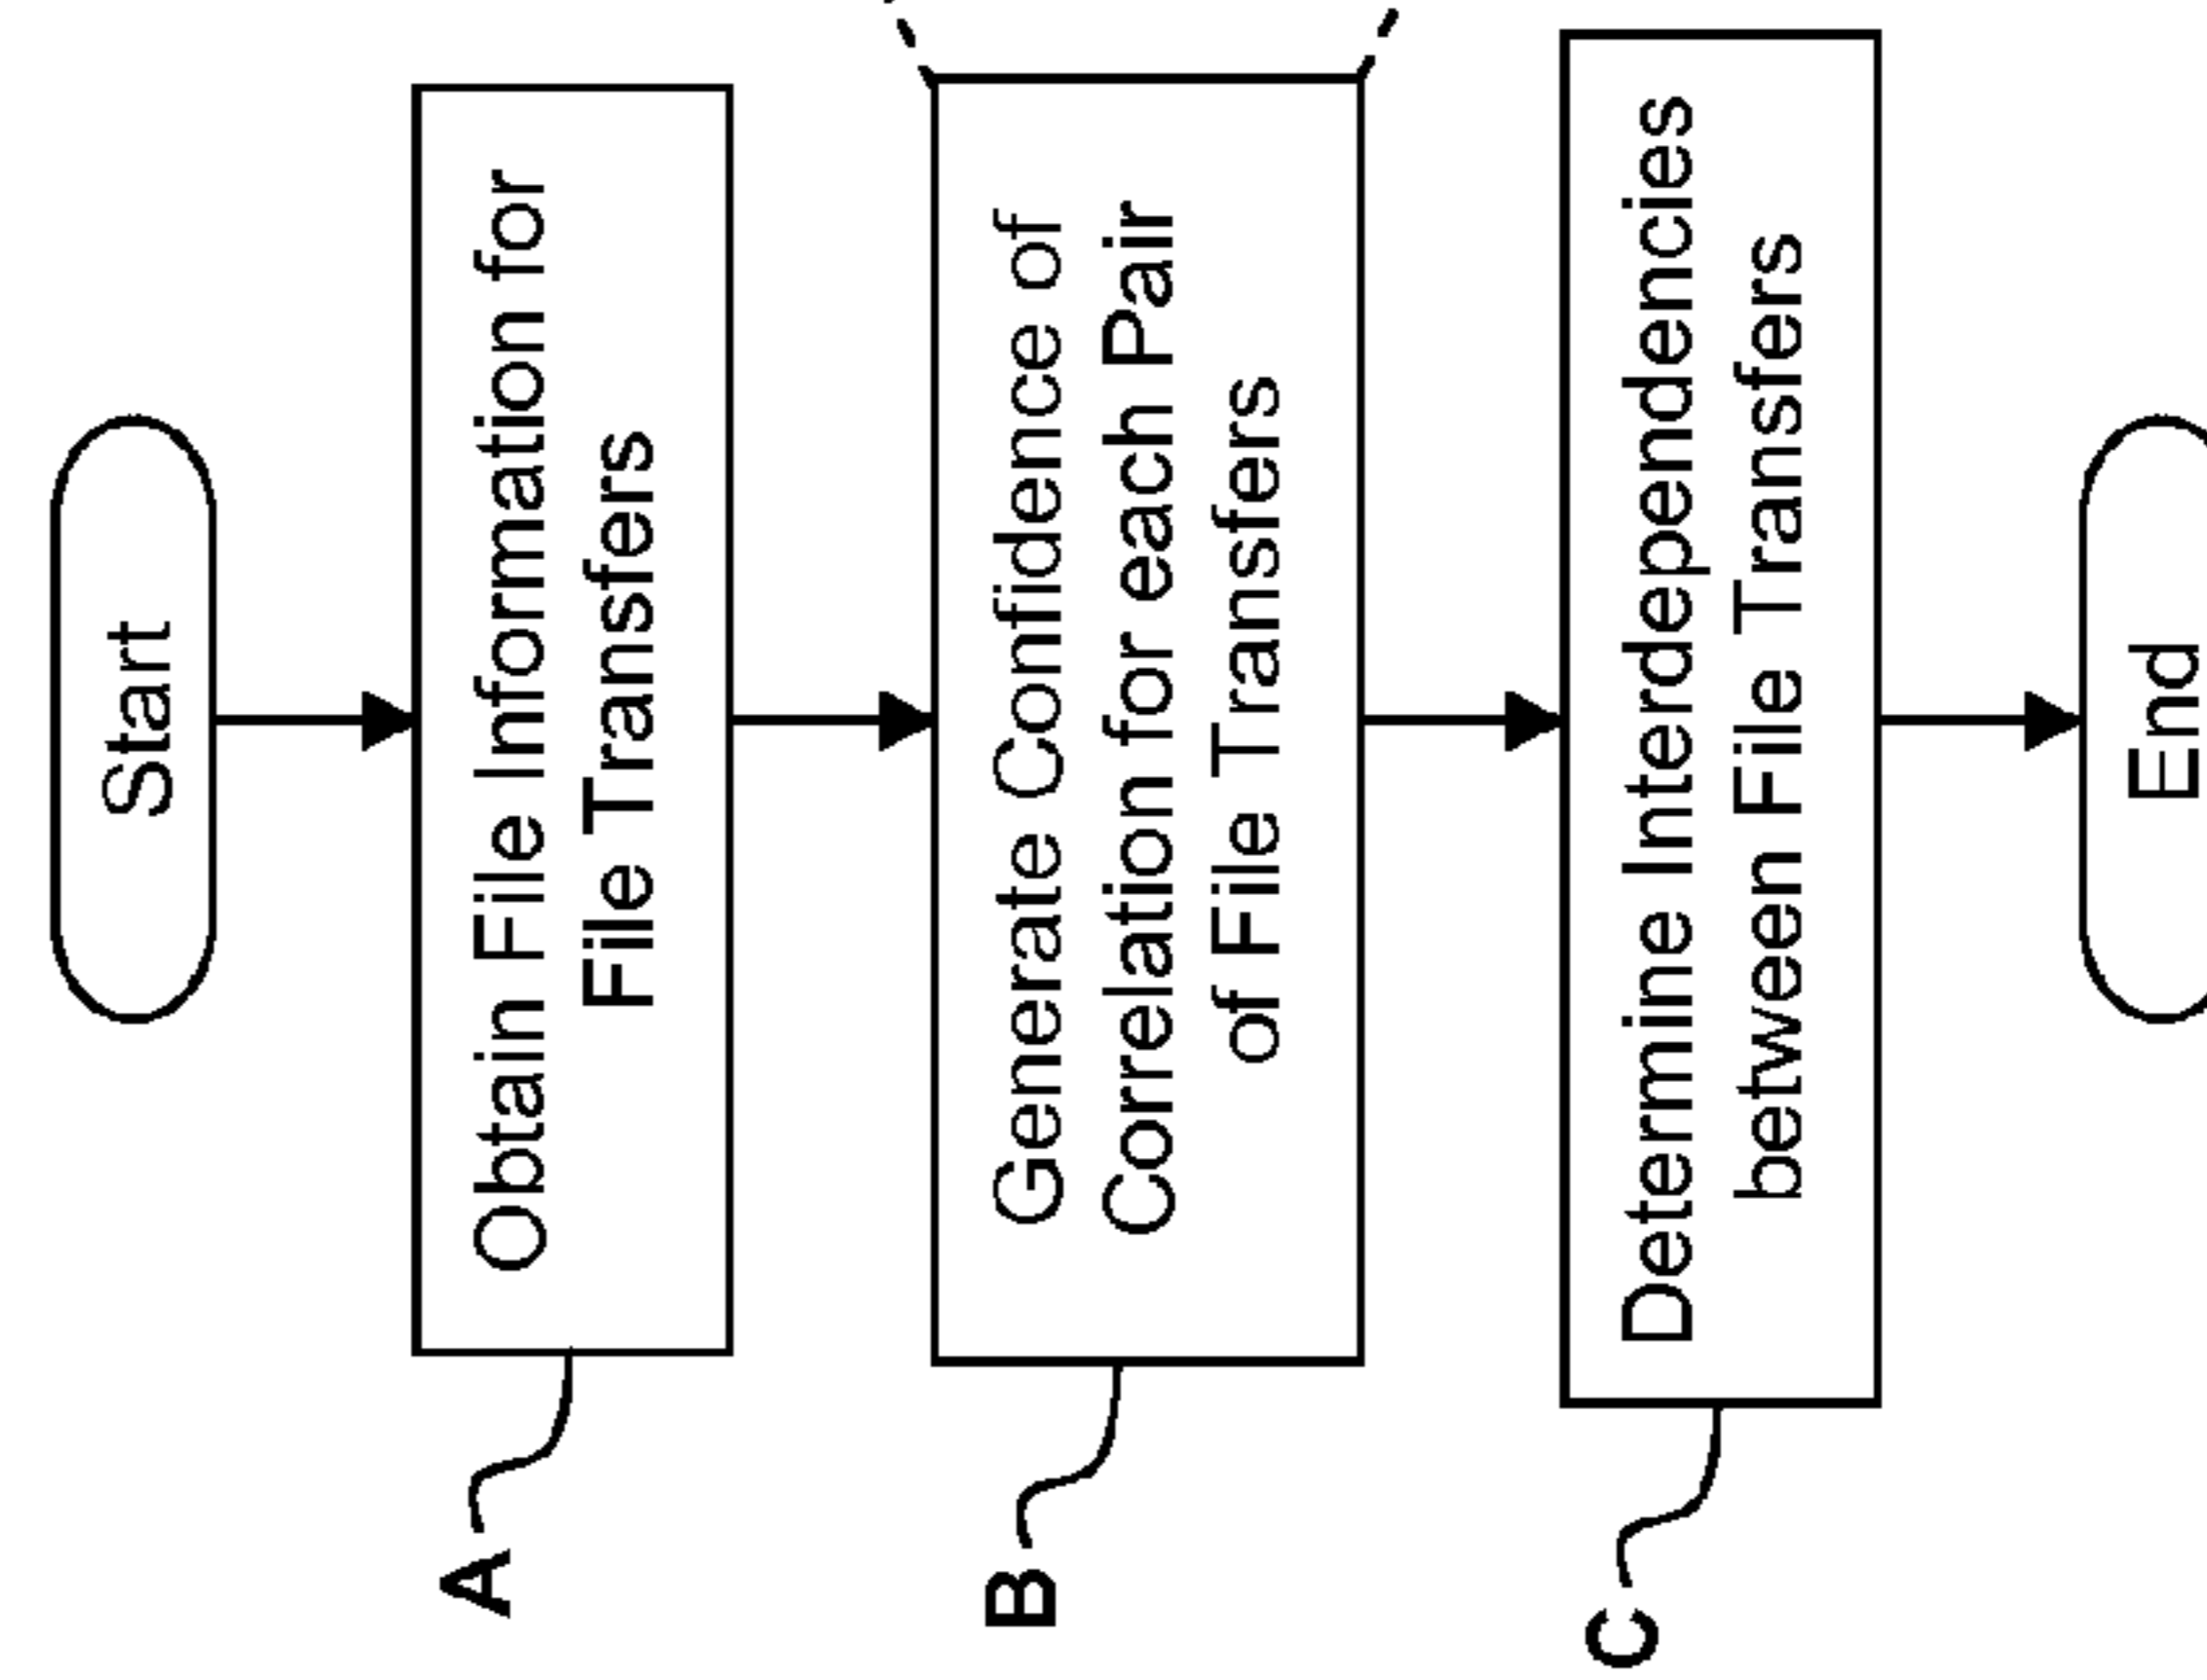 Start
A
Obtain File Information for
File Transfers
B
Generate Confidence of
Correlation for each Pair
of File Transfers
C
Determine Interdependencies
between File Transfers
End